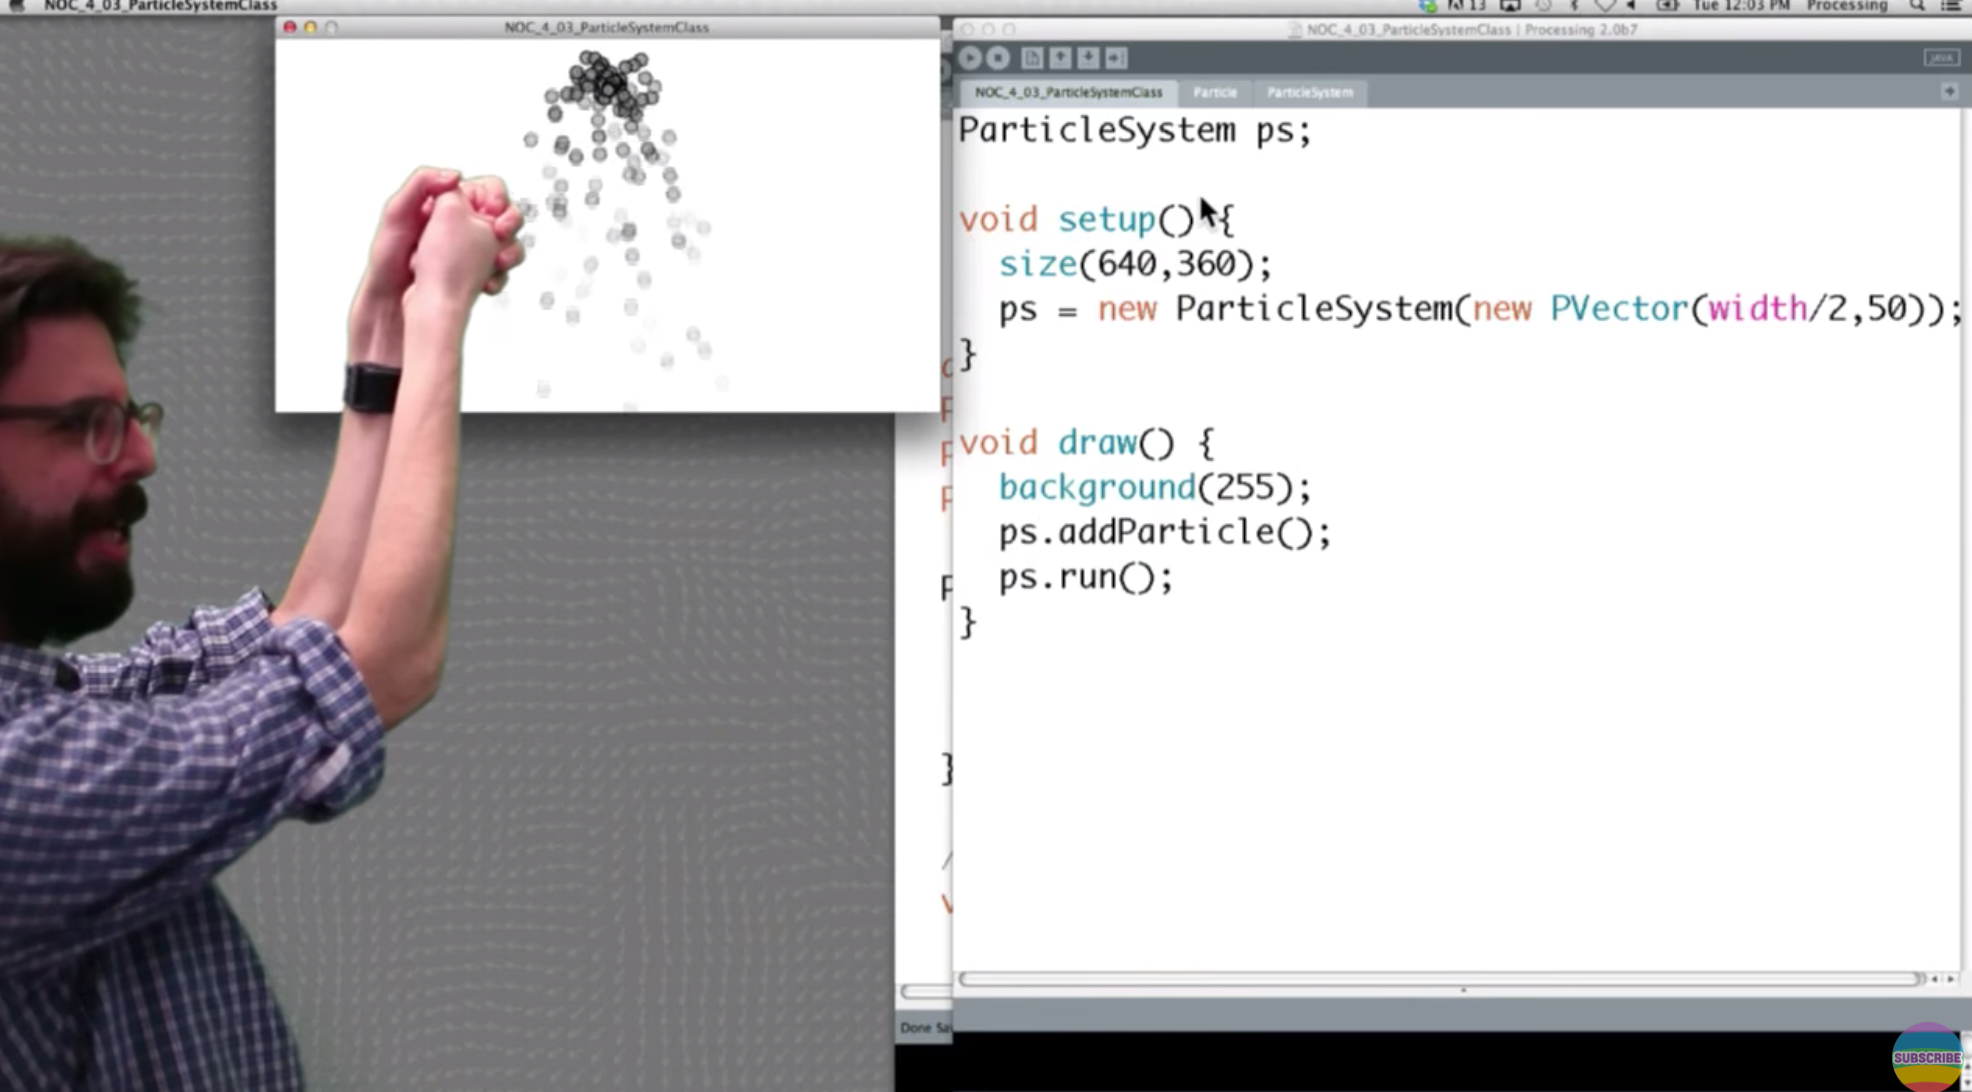 NOC_4_03_ParticleSystemClass
13
Tue 12:03 PM Processing
NOC_4_03_ParticleSystemClass
NOC_4_03_ParticleSystemClass | Processing 2.0b7
JAVA
NOC_4_03_ParticleSystemClass Particle ParticleSystem
ParticleSystem ps;
void setup() {
size(640,360);
ps = new ParticleSystem(new PVector(width/2,50));
}
void draw() {
background(255);
ps.addParticle();
ps.run();
}
}
/
Done Sa
SUBSCRIBE